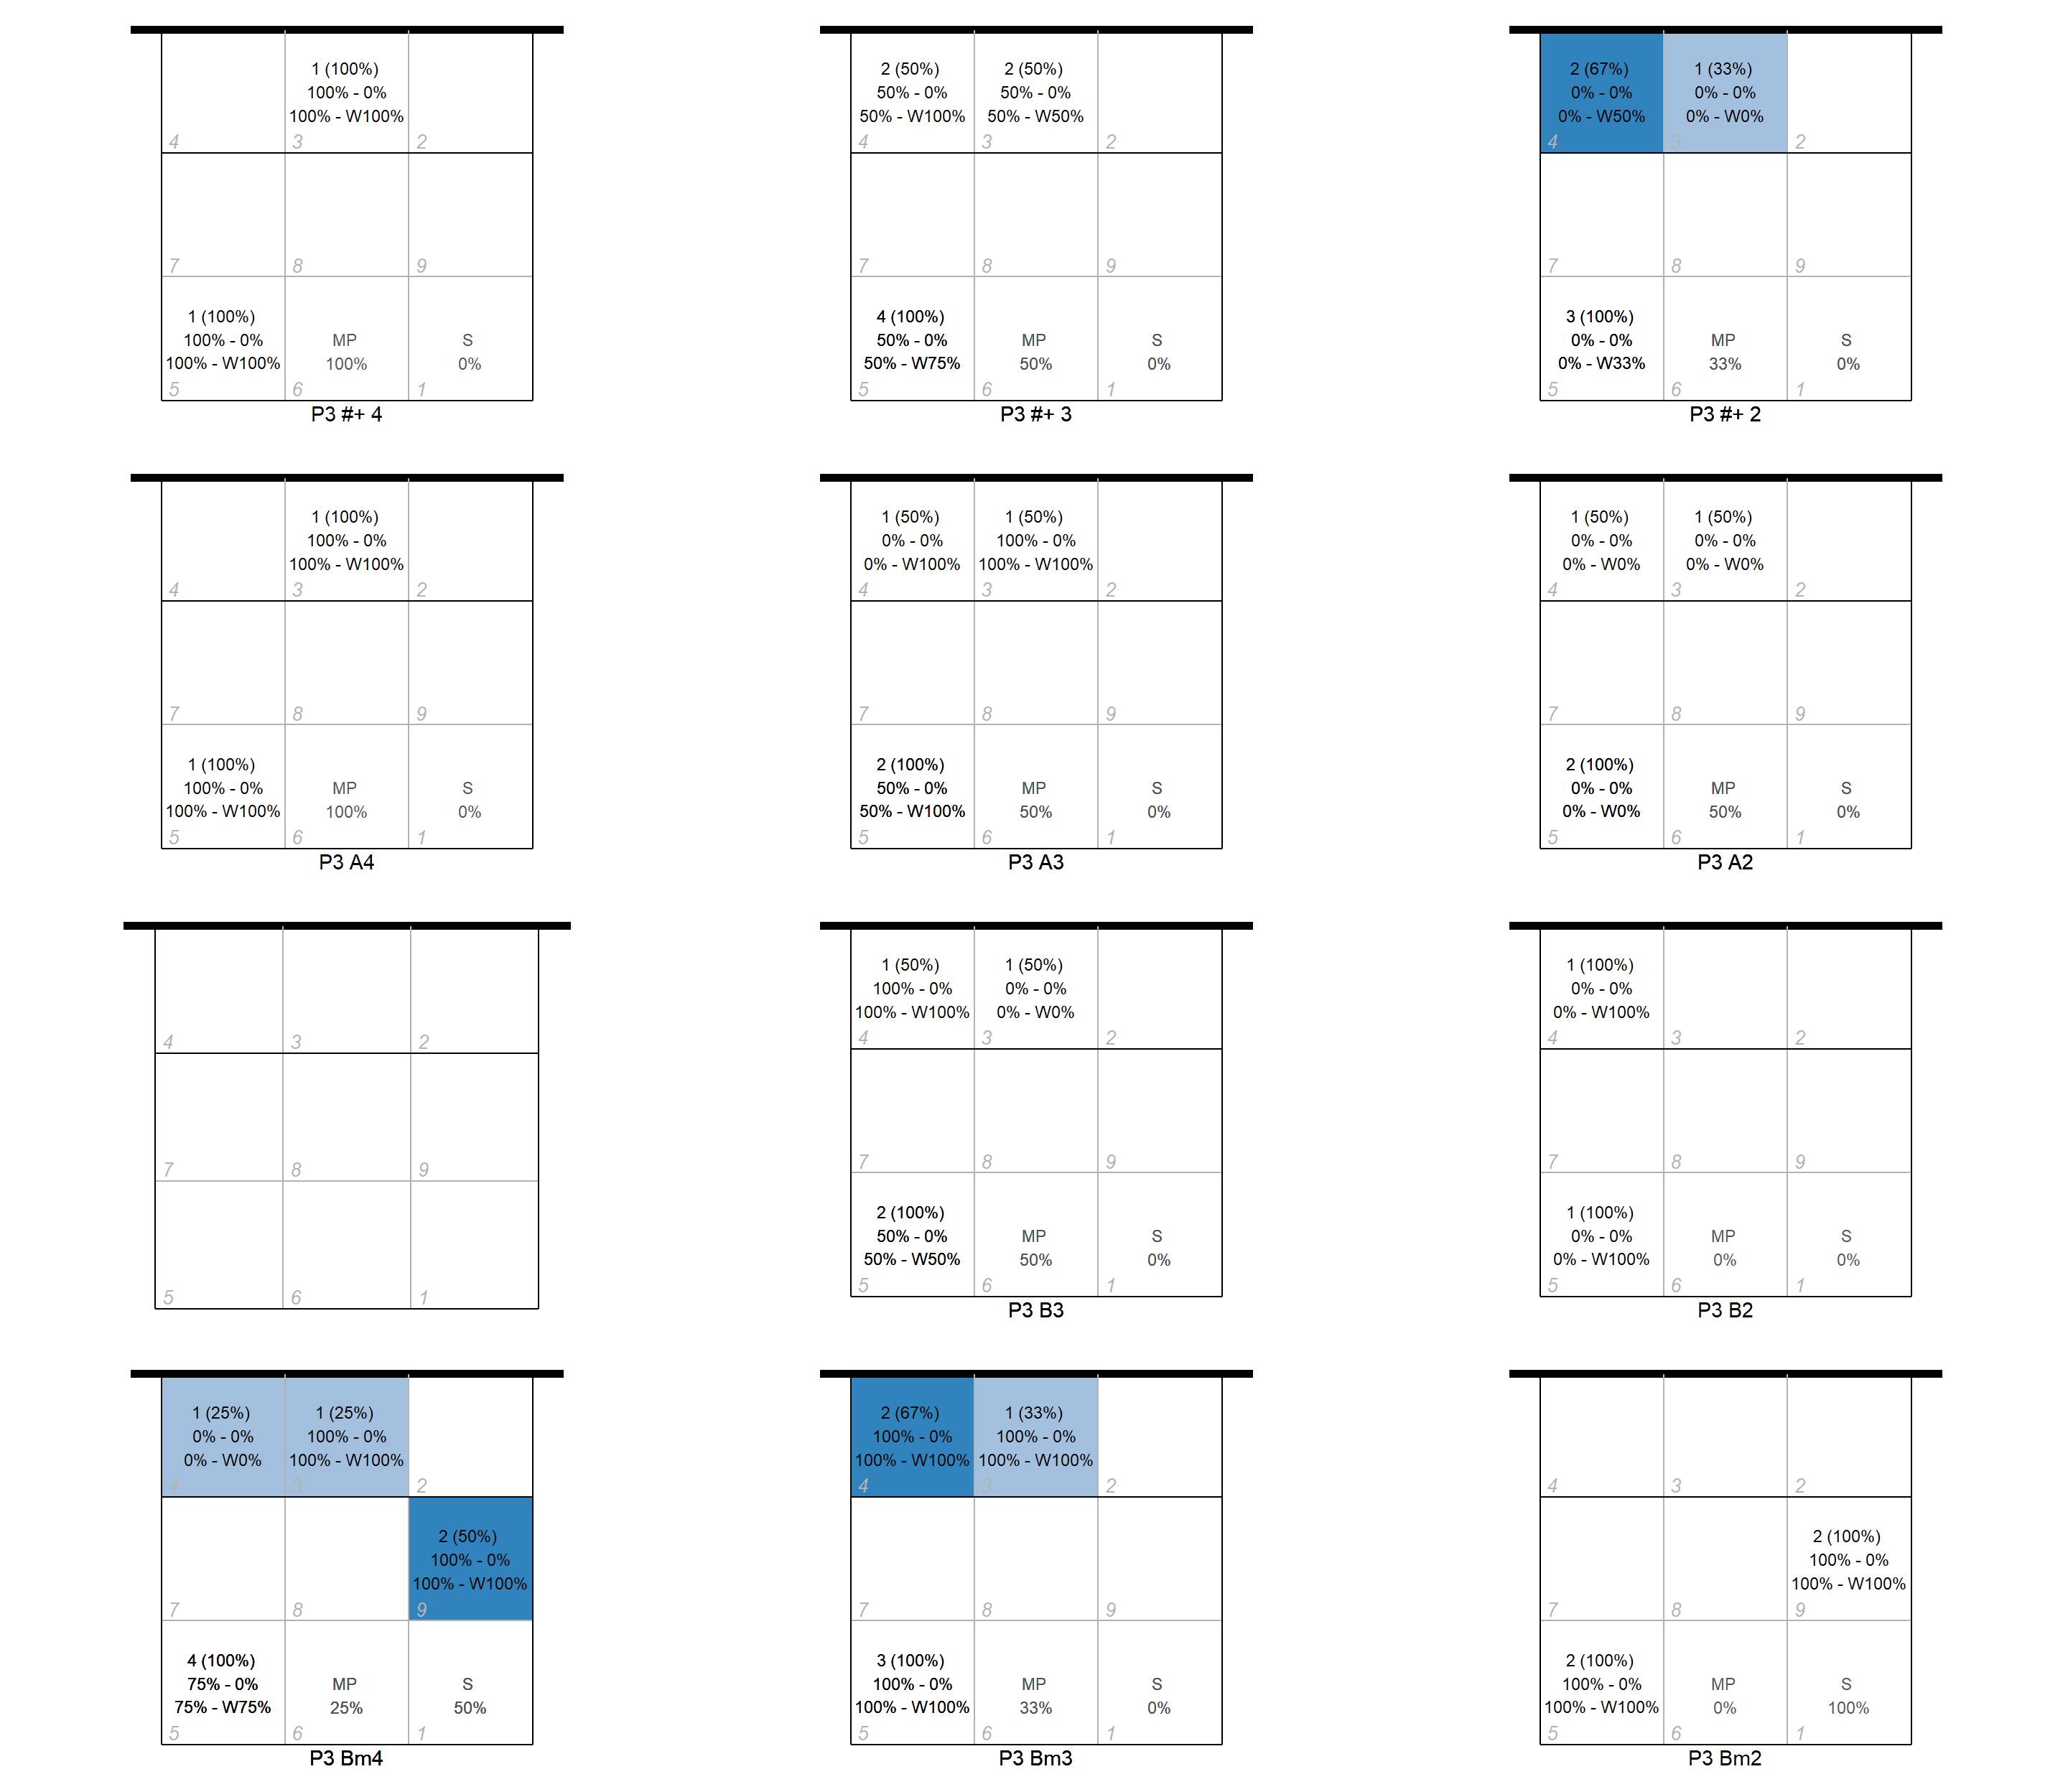 1 (100%)
100% - 0%
100% - W100%
4 3 2
7 8 9
1 (100%)
100% - 0% MP S
100% - W100% 100% 0%
5 6 1
P3 #+ 4
2 (50%) 2 (50%)
50% - 0% 50% - 0%
50% - W100% 50% - W50%
4 3 2
7 8 9
4 (100%)
50% - 0% MP S
50% - W75% 50% 0%
5 6 1
P3 #+ 3
2 (67%) 1 (33%)
0% - 0% 0% - 0%
0% - W50% 0% - W0%
4 3 2
7 8 9
3 (100%)
0% - 0% MP S
0% - W33% 33% 0%
5 6 1
P3 #+ 2
1 (100%)
100% - 0%
100% - W100%
4 3 2
7 8 9
1 (100%)
100% - 0% MP S
100% - W100% 100% 0%
5 6 1
P3 A4
1 (50%) 1 (50%)
0% - 0% 100% - 0%
0% - W100% 100% - W100%
4 3 2
7 8 9
2 (100%)
50% - 0% MP S
50% - W100% 50% 0%
5 6 1
P3 A3
1 (50%) 1 (50%)
0% - 0% 0% - 0%
0% - W0% 0% - W0%
4 3 2
7 8 9
2 (100%)
0% - 0% MP S
0% - W0% 50% 0%
5 6 1
P3 A2
4 3 2
7 8 9
5 6 1
1 (50%) 1 (50%)
100% - 0% 0% - 0%
100% - W100% 0% - W0%
4 3 2
7 8 9
2 (100%)
50% - 0% MP S
50% - W50% 50% 0%
5 6 1
P3 B3
1 (100%)
0% - 0%
0% - W100%
4 3 2
7 8 9
1 (100%)
0% - 0% MP S
0% - W100% 0% 0%
5 6 1
P3 B2
1 (25%) 1 (25%)
0% - 0% 100% - 0%
0% - W0% 100% - W100%
4 3 2
2 (50%)
100% - 0%
100% - W100%
7 8 9
4 (100%)
75% - 0% MP S
75% - W75% 25% 50%
5 6 1
P3 Bm4
2 (67%) 1 (33%)
100% - 0% 100% - 0%
100% - W100% 100% - W100%
4 3 2
7 8 9
3 (100%)
100% - 0% MP S
100% - W100% 33% 0%
5 6 1
P3 Bm3
4 3 2
2 (100%)
100% - 0%
100% - W100%
7 8 9
2 (100%)
100% - 0% MP S
100% - W100% 0% 100%
5 6 1
P3 Bm2